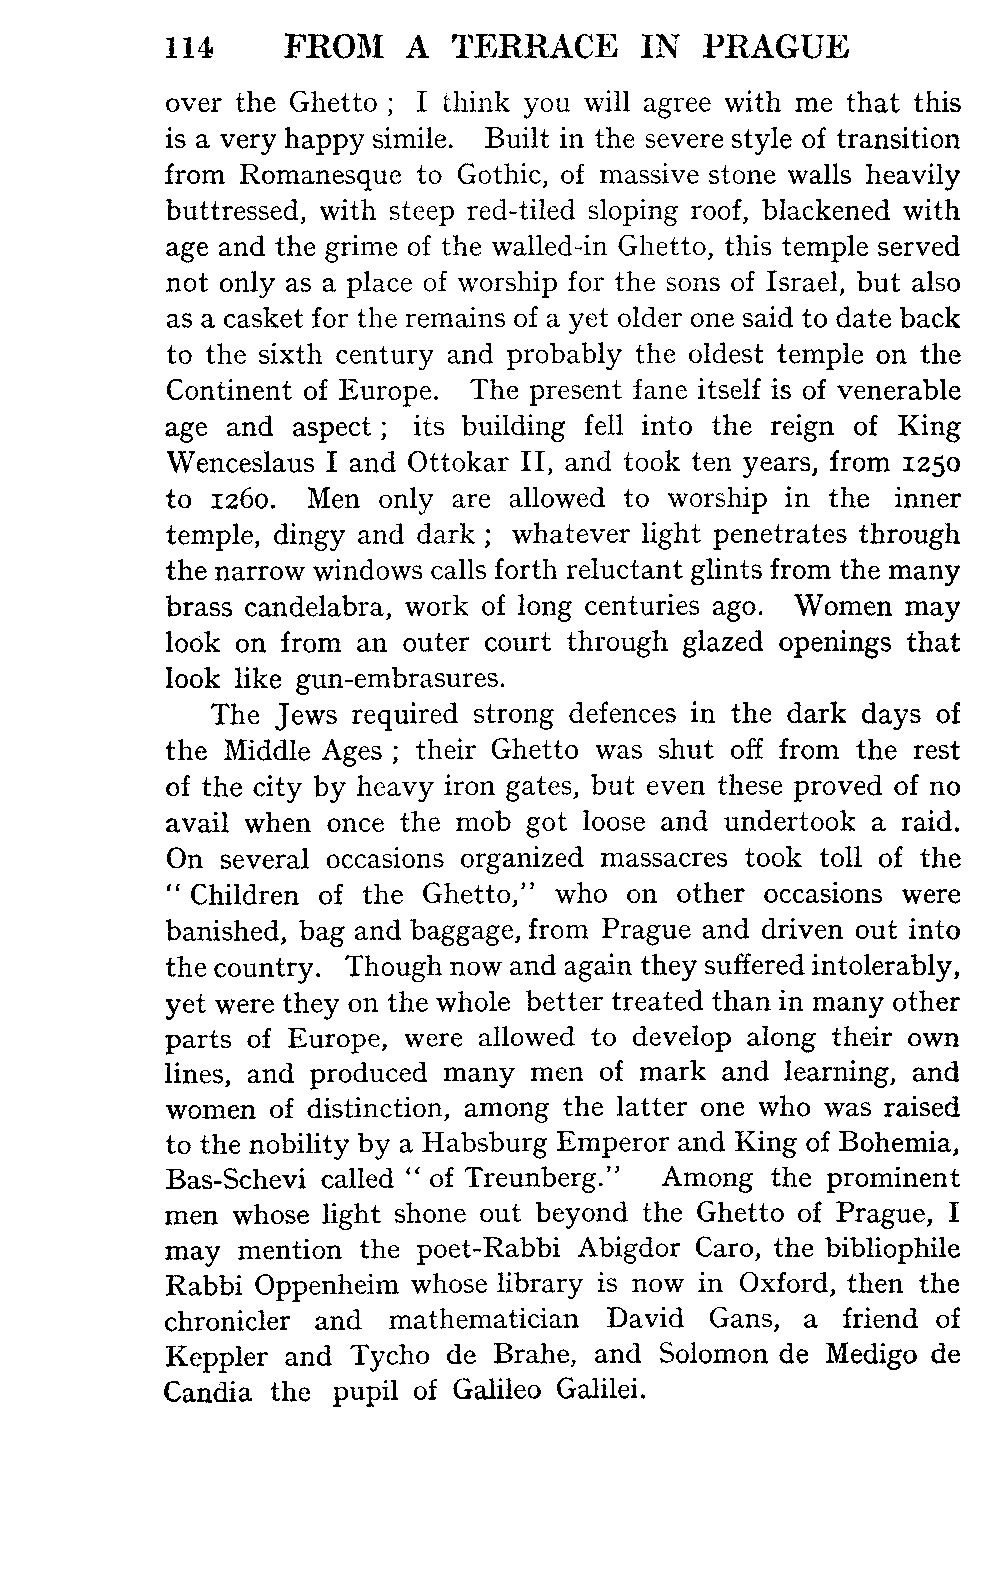 114 FROM A TERRACE IN PRAGUE
over the Ghetto ; I think you will agree with me that this
is a very happy simile. Built in the severe style of transition
from Romanesque to Gothic, of massive stone walls heavily
buttressed, with steep red-tiled sloping roof, blackened with
age and the grime of the walled-in Ghetto, this temple served
not only as a place of worship for the sons of Israel, but also
as a casket for the remains of a yet older one said to date back
to the sixth century and probably the oldest temple on the
Continent of Europe. The present fane itself is of venerable
age and aspect ; its building fell into the reign of King
Wenceslaus I and Ottokar II, and took ten years, from 1250
to 1260. Men only are allowed to worship in the inner
temple, dingy and dark ; whatever light penetrates through
the narrow windows calls forth reluctant glints from the many
brass candelabra, work of long centuries ago. Women may
look on from an outer court through glazed openings that
look like gun-embrasures.
The Jews required strong defences in the dark days of
the Middle Ages ; their Ghetto was shut off from the rest
of the city by heavy iron gates, but even these proved of no
avail when once the mob got loose and undertook a raid.
On several occasions organized massacres took toll of the
" Children of the Ghetto," who on other occasions were
banished, bag and baggage, from Prague and driven out into
the country. Though now and again they suffered intolerably,
yet were they on the whole better treated than in many other
parts of Europe, were allowed to develop along their own
lines, and produced many men of mark and learning, and
women of distinction, among the latter one who was raised
to the nobility by a Habsburg Emperor and King of Bohemia,
Bas-Schevi called " of Treunberg." Among the prominent
men whose light shone out beyond the Ghetto of Prague, I
may mention the poet-Rabbi Abigdor Caro, the bibliophile
Rabbi Oppenheim whose library is now in Oxford, then the
chronicler and mathematician David Gans, a friend of
Keppler and Tycho de Brahe, and Solomon de Medigo de
Candia the pupil of Galileo Galilei.